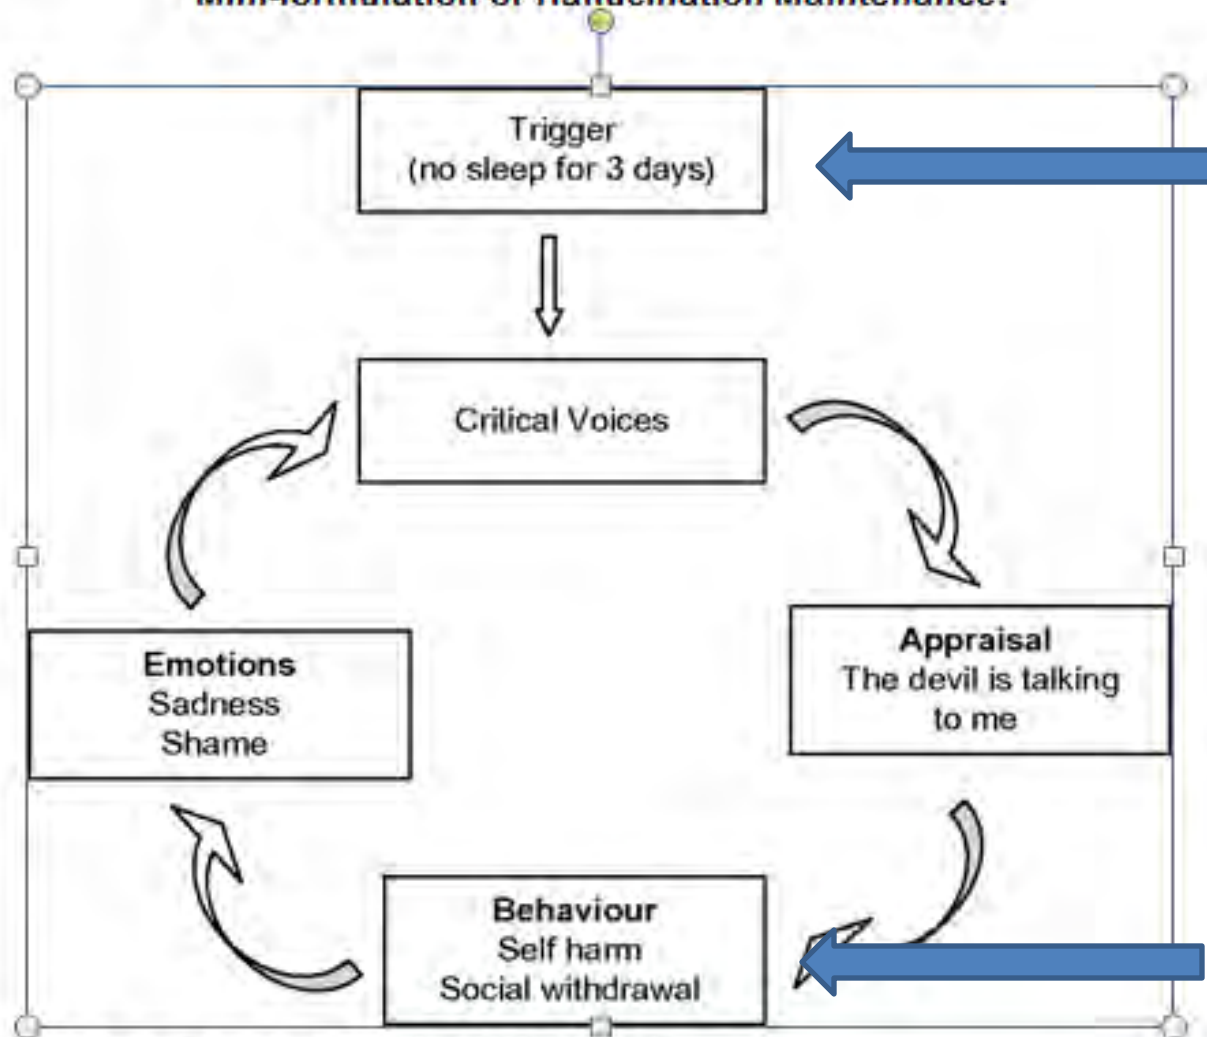 Trigger
(no sleep for 3 days)
Critical Voices
Appraisal
The devil is talking
to me
Emotions
Sadness
Shame
Behaviour
Self harm
Social withdrawal